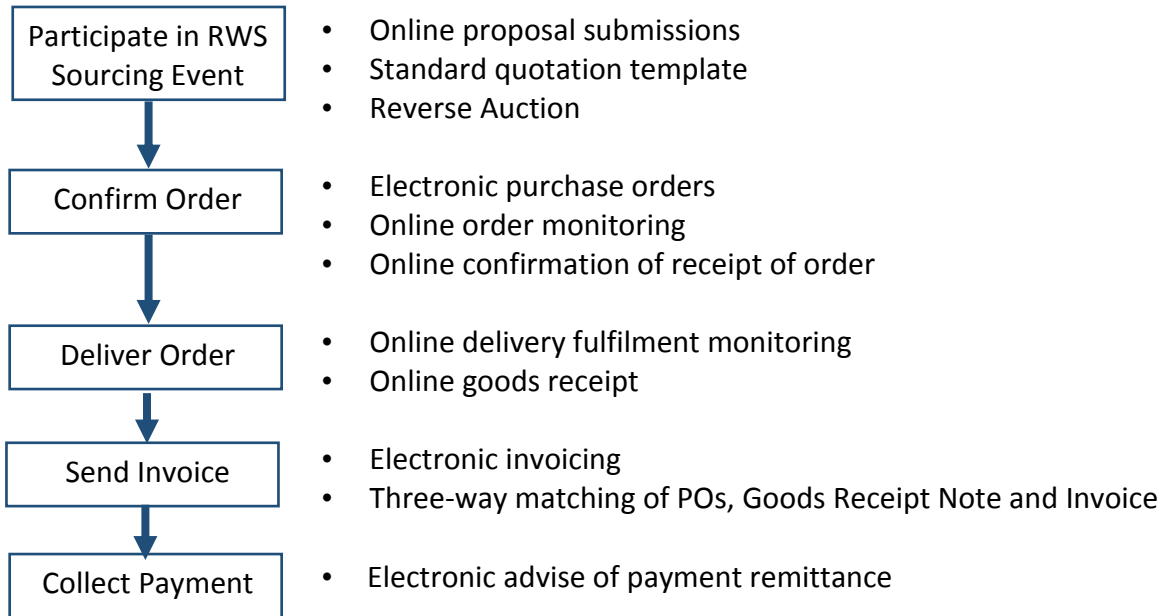 Participate in RWS
Sourcing Event
• Online proposal submissions
• Standard quotation template
• Reverse Auction
Confirm Order
• Electronic purchase orders
• Online order monitoring
• Online confirmation of receipt of order
Deliver Order
• Online delivery fulfilment monitoring
• Online goods receipt
Send Invoice
• Electronic invoicing
• Three-way matching of POs, Goods Receipt Note and Invoice
Collect Payment
• Electronic advise of payment remittance